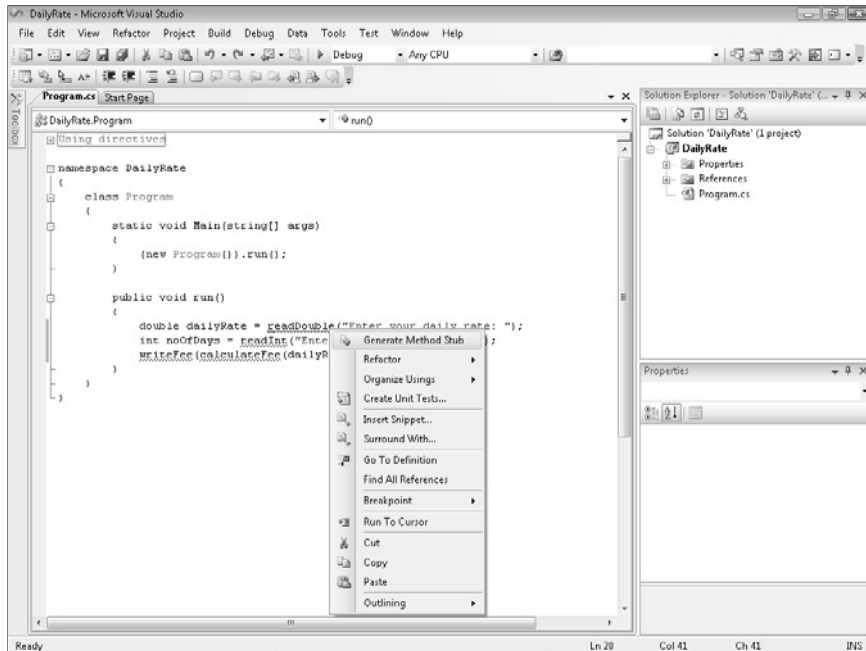 DailyRate - Microsoft Visual Studio
File Edit View Refactor Project Build Debug Data Tools Test Window Help
Debug Any CPU
Toolbox
Program.cs Start Page
DailyRate.Program run()
Using directives
namespace DailyRate
{
class Program
{
static void Main(string[] args)
{
(new Program()).run();
}
public void run()
{
double dailyRate = readDouble("Enter your daily rate: ");
int noOfDays = readInt("Ente );
writeFee(calculateFee(dailyR
}
}
}
Generate Method Stub
Refactor
Organize Usings
Create Unit Tests...
Insert Snippet...
Surround With...
Go To Definition
Find All References
Breakpoint
Run To Cursor
Cut
Copy
Paste
Outlining
Solution Explorer - Solution 'DailyRate' (...
Solution 'DailyRate' (1 project)
DailyRate
Properties
References
Program.cs
Properties
Ready Ln 20 Col 41 Ch 41 INS